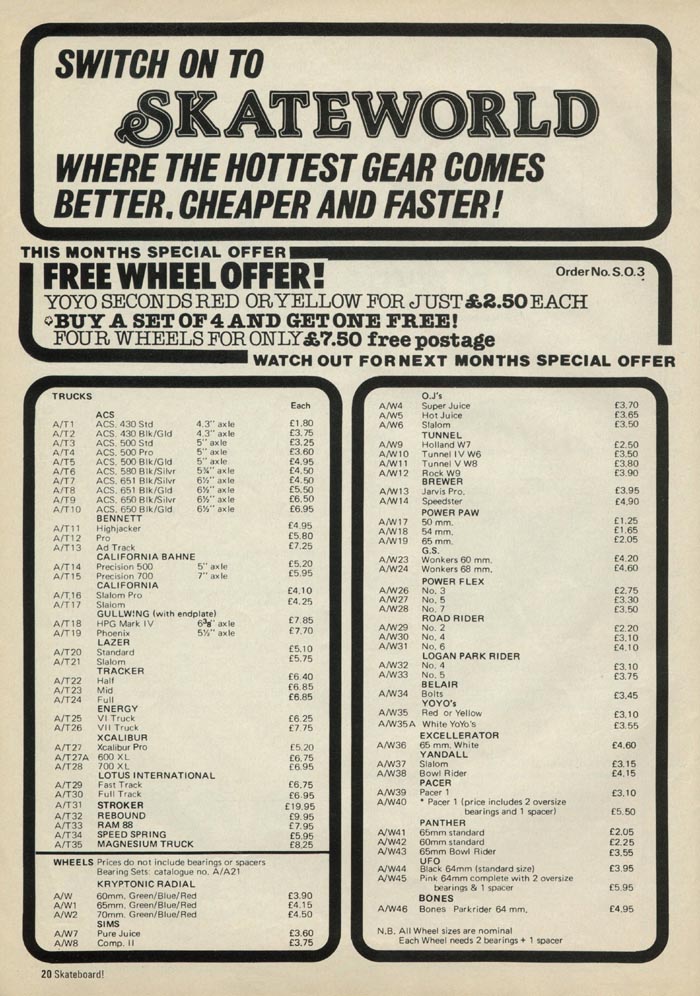 SWITCH ON TO
SKATEWORLD
WHERE THE HOTTEST GEAR COMES
BETTER, CHEAPER AND FASTER!
THIS MONTHS SPECIAL OFFER
FREE WHEEL OFFER! Order No. S.O.3
YOYO SECONDS RED OR YELLOW FOR JUST £2.50 EACH
BUY A SET OF 4 AND GET ONE FREE!
FOUR WHEELS FOR ONLY £7.50 free postage
WATCH OUT FOR NEXT MONTHS SPECIAL OFFER
TRUCKS
Each
ACS
A/T1 ACS. 430 Std 4.3" axle £1.80
A/T2 ACS. 430 Blk/Gld 4.3" axle £3.75
A/T3 ACS. 500 Std 5" axle £3.25
A/T4 ACS. 500 Pro 5" axle £3.60
A/T5 ACS. 500 Blk/Gld 5" axle £4.95
A/T6 ACS. 580 Blk/Silvr 5¾" axle £4.50
A/T7 ACS. 651 Blk/Silvr 6½" axle £4.50
A/T8 ACS. 651 Blk/Gld 6½" axle £5.50
A/T9 ACS. 650 Blk/Silvr 6½" axle £6.50
A/T10 ACS. 650 Blk/Gld 6½" axle £6.95
BENNETT
A/T11 Highjacker £4.95
A/T12 Pro £5.80
A/T13 Ad Track £7.25
CALIFORNIA BAHNE
A/T14 Precision 500 5" axle £5.20
A/T15 Precision 700 7" axle £5.95
CALIFORNIA
A/T.16 Slalom Pro £4.10
A/T17 Slalom £4.25
GULLWING (with endplate)
A/T18 HPG Mark IV 6⅜" axle £7.85
A/T19 Phoenix 5½" axle £7.70
LAZER
A/T20 Standard £5.10
A/T21 Slalom £5.75
TRACKER
A/T22 Half £6.40
A/T23 Mid £6.85
A/T24 Full £6.85
ENERGY
A/T25 VI Truck £6.25
A/T26 VII Truck £7.75
XCALIBUR
A/T27 Xcalibur Pro £5.20
A/T27A 600 XL £6.75
A/T28 700 XL £6.95
LOTUS INTERNATIONAL
A/T29 Fast Track £6.75
A/T30 Full Track £6.95
A/T31 STROKER £19.95
A/T32 REBOUND £9.95
A/T33 RAM 88 £7.95
A/T34 SPEED SPRING £5.95
A/T35 MAGNESIUM TRUCK £8.25
WHEELS Prices do not include bearings or spacers
Bearing Sets: catalogue no. A/A21
KRYPTONIC RADIAL
A/W 60mm. Green/Blue/Red £3.90
A/W1 65mm. Green/Blue/Red £4.15
A/W2 70mm. Green/Blue/Red £4.50
SIMS
A/W7 Pure Juice £3.60
A/W8 Comp. II £3.75
O.J's
A/W4 Super Juice £3.70
A/W5 Hot Juice £3.65
A/W6 Slalom £3.50
TUNNEL
A/W9 Holland W7 £2.50
A/W10 Tunnel IV W6 £3.50
A/W11 Tunnel V W8 £3.80
A/W12 Rock W9 £3.90
BREWER
A/W13 Jarvis Pro. £3.95
A/W14 Speedster £4.90
POWER PAW
A/W17 50 mm. £1.25
A/W18 54 mm. £1.65
A/W19 65 mm. £2.05
G.S.
A/W23 Wonkers 60 mm. £4.20
A/W24 Wonkers 68 mm. £4.60
POWER FLEX
A/W26 No. 3 £2.75
A/W27 No. 5 £3.30
A/W28 No. 7 £3.50
ROAD RIDER
A/W29 No. 2 £2.20
A/W30 No. 4 £3.10
A/W31 No. 6 £4.10
LOGAN PARK RIDER
A/W32 No. 4 £3.10
A/W33 No. 5 £3.75
BELAIR
A/W34 Bolts £3.45
YOYO's
A/W35 Red or Yellow £3.10
A/W35A White YoYo's £3.55
EXCELLERATOR
A/W36 65 mm. White £4.60
YANDALL
A/W37 Slalom £3.15
A/W38 Bowl Rider £4.15
PACER
A/W39 Pacer 1 £3.10
A/W40 * Pacer 1 (price includes 2 oversize
bearings and 1 spacer) £5.50
PANTHER
A/W41 65mm standard £2.05
A/W42 60mm standard £2.25
A/W43 65mm Bowl Rider £3.55
UFO
A/W44 Black 64mm (standard size) £3.95
A/W45 Pink 64mm complete with 2 oversize
bearings & 1 spacer £5.95
BONES
A/W46 Bones Parkrider 64 mm. £4.95
N.B. All Wheel sizes are nominal
Each Wheel needs 2 bearings + 1 spacer
20 Skateboard!